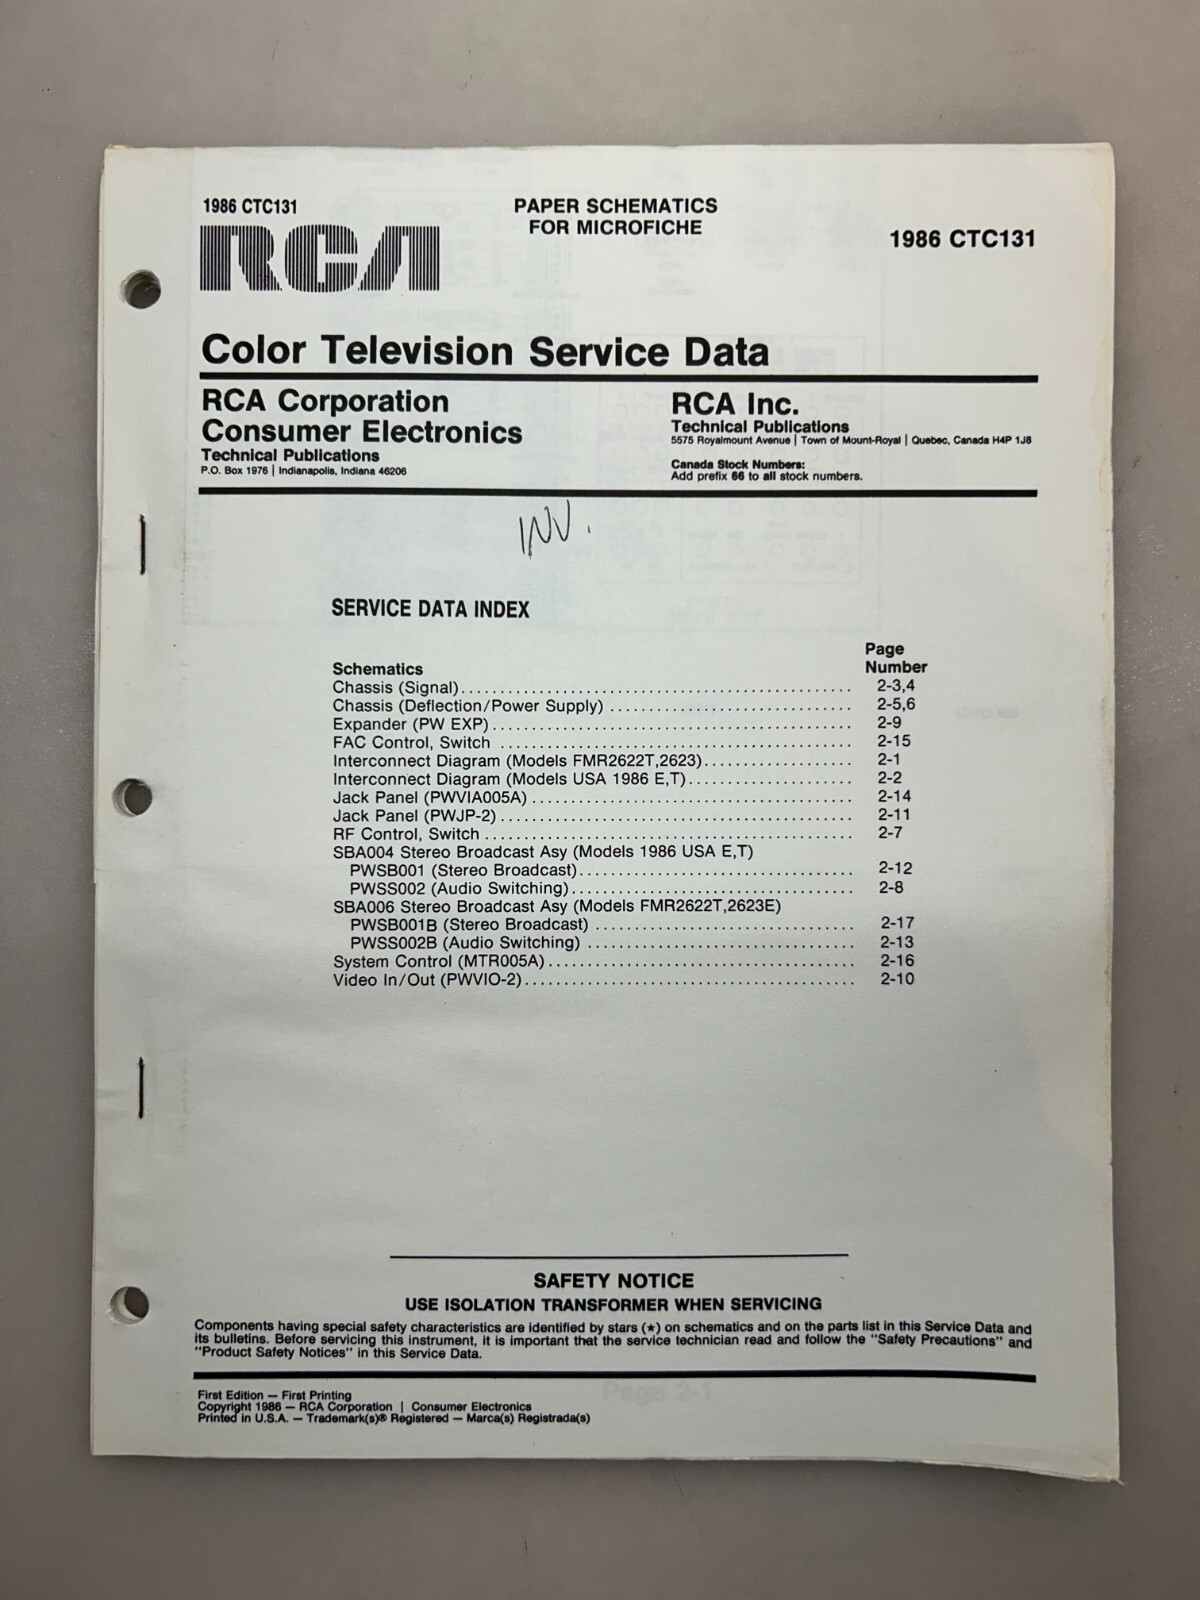 1986 CTC131
PAPER SCHEMATICS
FOR MICROFICHE
1986 CTC131
RCA
Color Television Service Data
RCA Corporation
Consumer Electronics
Technical Publications
P.O. Box 1976 | Indianapolis, Indiana 46206
RCA Inc.
Technical Publications
5575 Royalmount Avenue | Town of Mount-Royal | Quebec, Canada H4P 1J8
Canada Stock Numbers:
Add prefix 66 to all stock numbers.
INV.
SERVICE DATA INDEX
Page
Schematics Number
Chassis (Signal) 2-3,4
Chassis (Deflection/Power Supply) 2-5,6
Expander (PW EXP) 2-9
FAC Control, Switch 2-15
Interconnect Diagram (Models FMR2622T,2623) 2-1
Interconnect Diagram (Models USA 1986 E,T) 2-2
Jack Panel (PWVIA005A) 2-14
Jack Panel (PWJP-2) 2-11
RF Control, Switch 2-7
SBA004 Stereo Broadcast Asy (Models 1986 USA E,T)
PWSB001 (Stereo Broadcast) 2-12
PWSS002 (Audio Switching) 2-8
SBA006 Stereo Broadcast Asy (Models FMR2622T,2623E)
PWSB001B (Stereo Broadcast) 2-17
PWSS002B (Audio Switching) 2-13
System Control (MTR005A) 2-16
Video In/Out (PWVIO-2) 2-10
SAFETY NOTICE
USE ISOLATION TRANSFORMER WHEN SERVICING
Components having special safety characteristics are identified by stars (★) on schematics and on the parts list in this Service Data and
its bulletins. Before servicing this instrument, it is important that the service technician read and follow the "Safety Precautions" and
"Product Safety Notices" in this Service Data.
First Edition — First Printing
Copyright 1986 — RCA Corporation | Consumer Electronics
Printed in U.S.A. — Trademark(s)® Registered — Marca(s) Registrada(s)